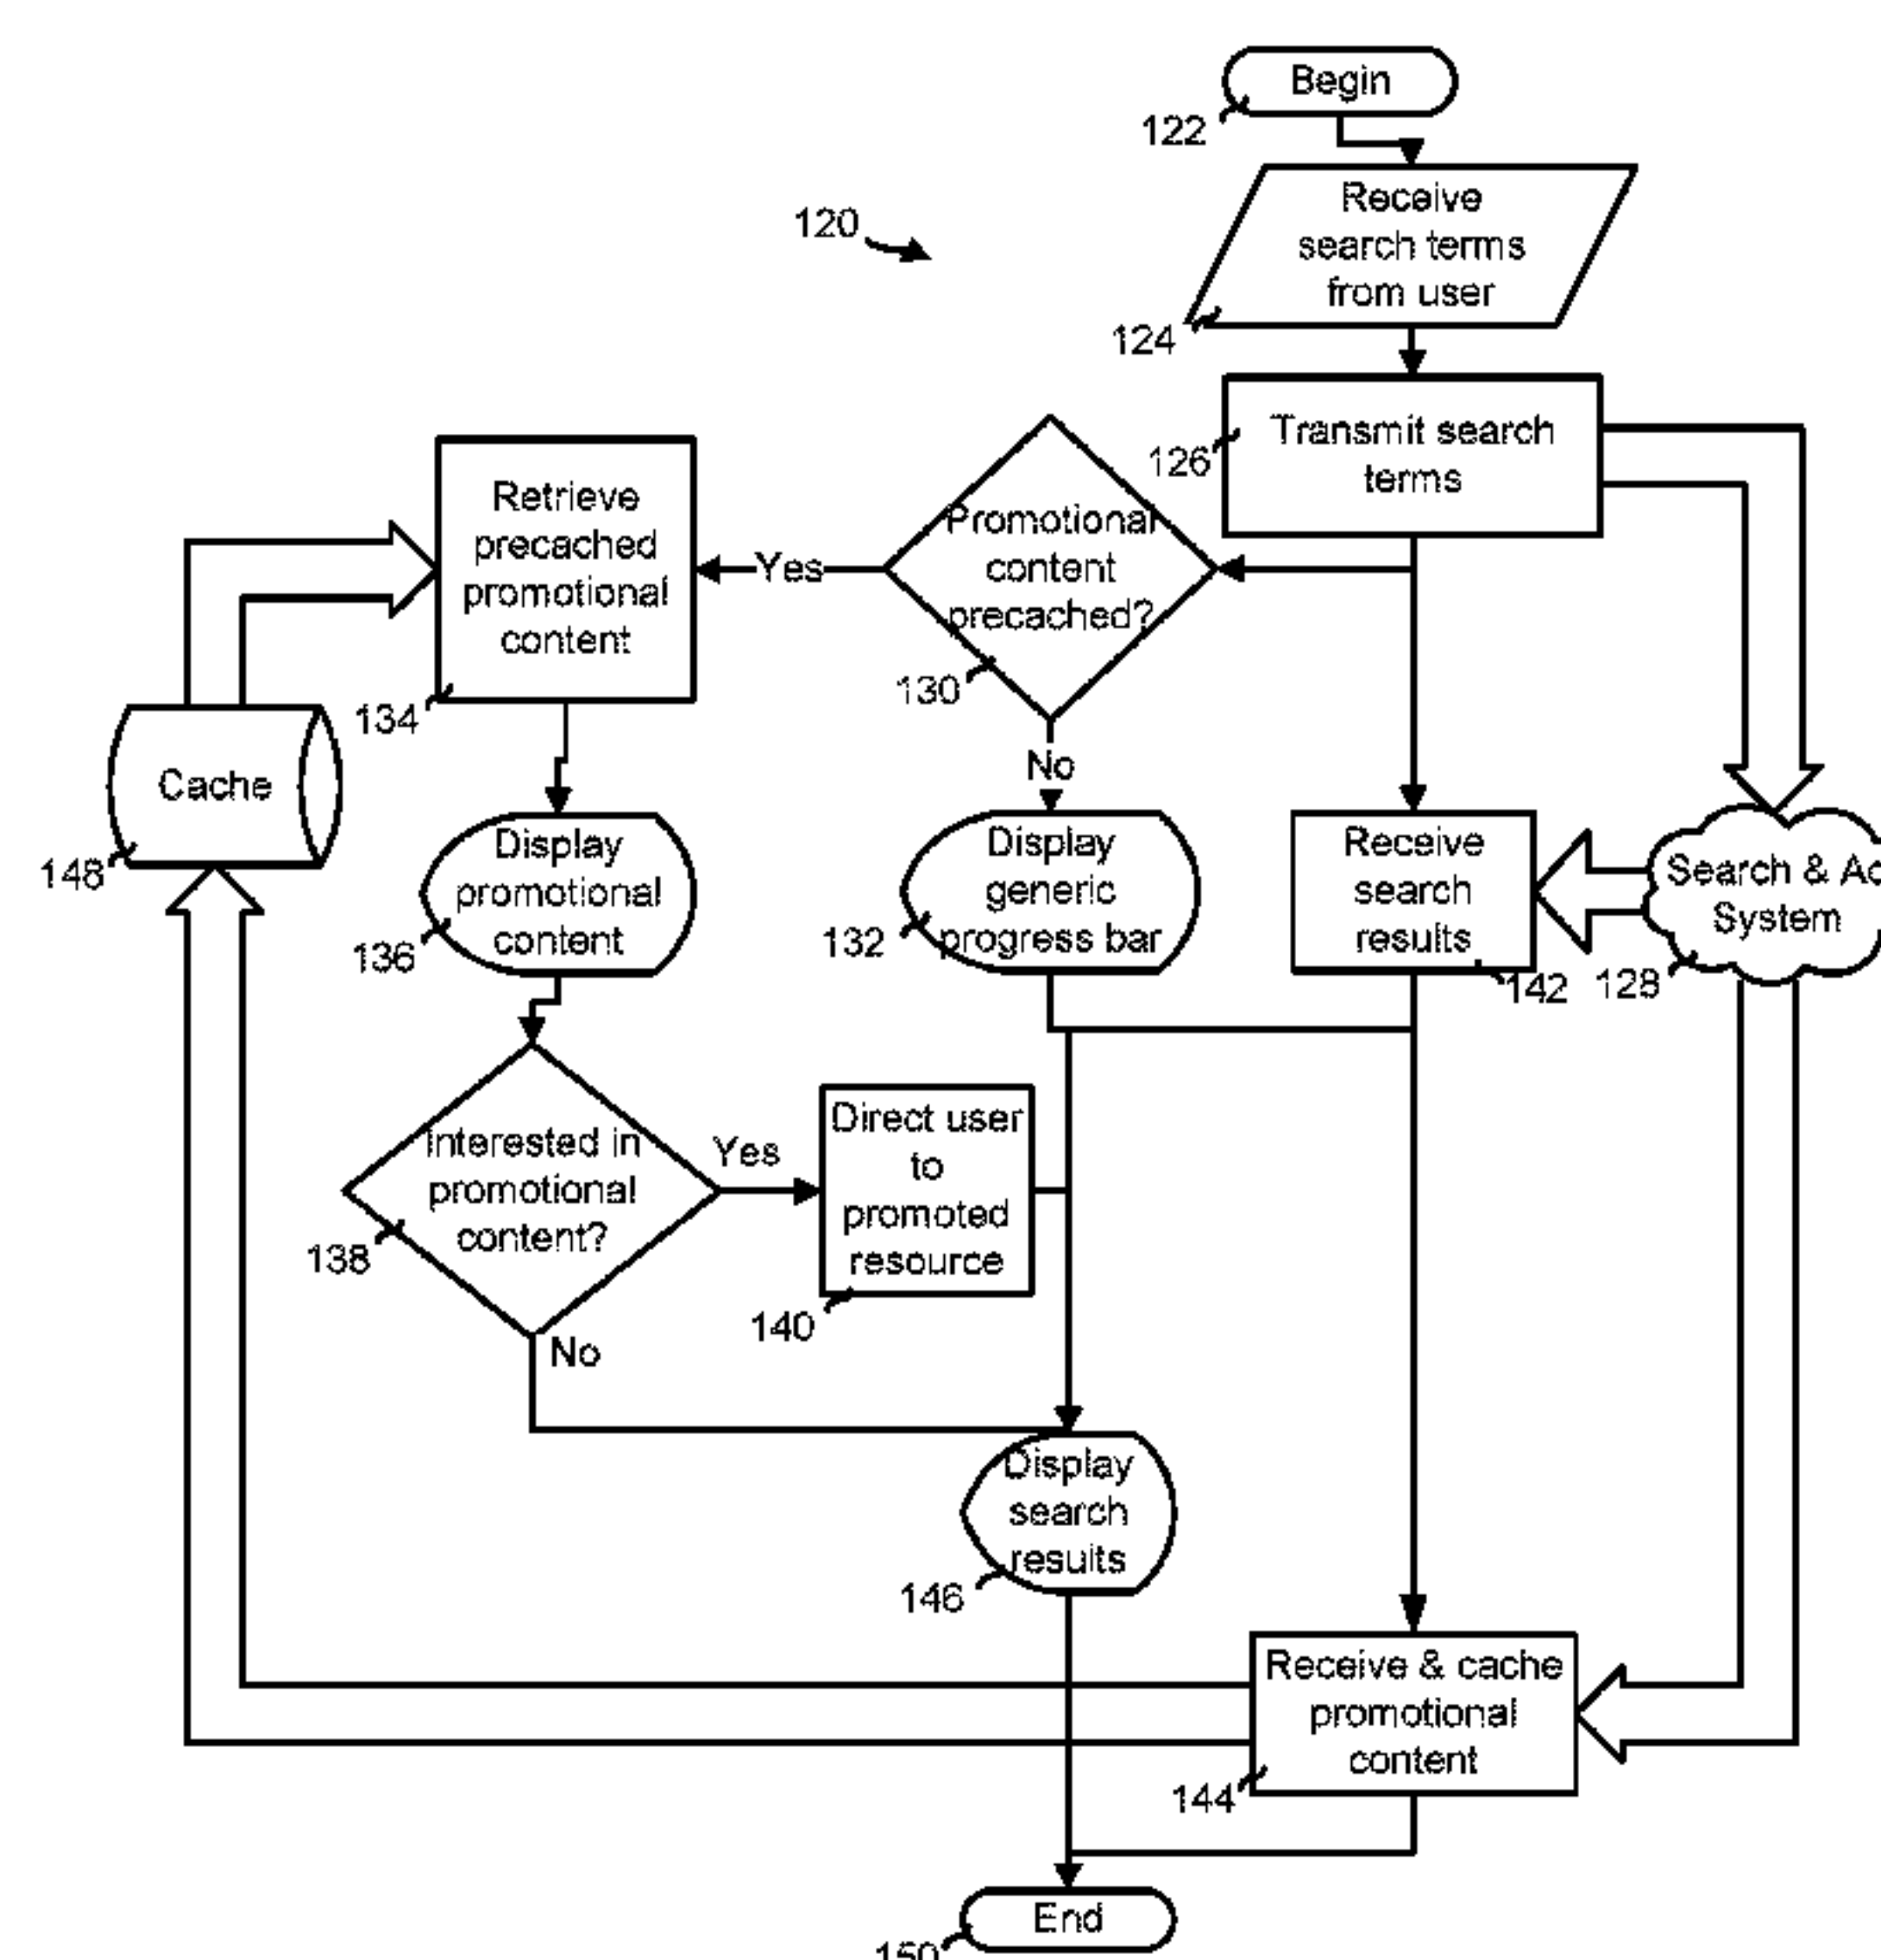 Begin
122
120
Receive
search terms
from user
124
Transmit search
terms
126
Promotional
content
precached?
130
Yes
No
Retrieve
precached
promotional
content
134
Cache
148
Display
promotional
content
136
Display
generic
progress bar
132
Receive
search
results
142
Search &
System
128
Interested in
promotional
content?
138
Yes
No
Direct user
to
promoted
resource
140
Display
search
results
146
Receive & cache
promotional
content
144
End
150